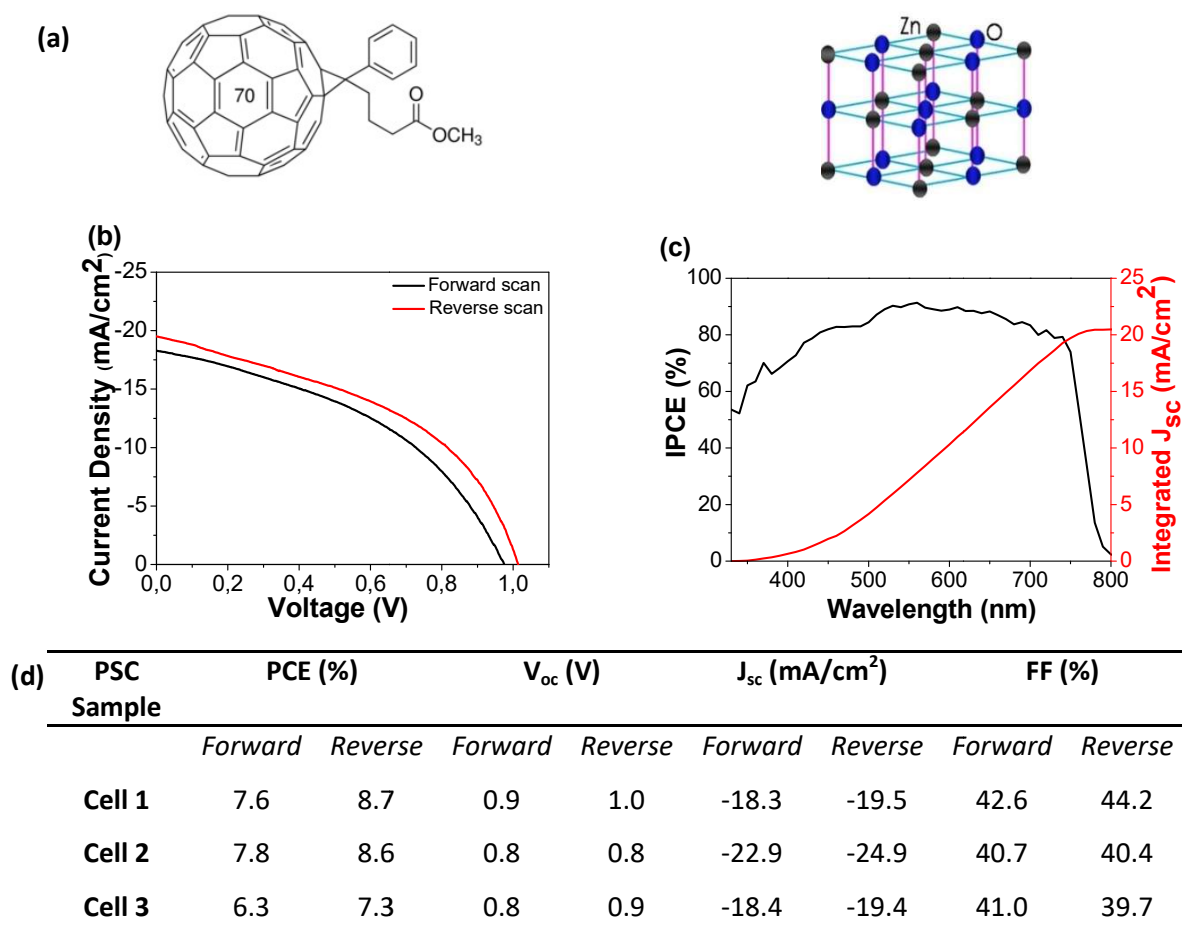 (a)
70
O
OCH3
Zn
O
(b)
-25
-20
-15
-10
-5
0
0,0
0,2
0,4
0,6
0,8
1,0
Current Density (mA/cm2)
Voltage (V)
Forward scan
Reverse scan
(c)
100
80
60
40
20
0
400
500
600
700
800
25
20
15
10
5
0
IPCE (%)
Wavelength (nm)
Integrated JSC (mA/cm2)
(d) PSC Sample PCE (%) Voc (V) Jsc (mA/cm2) FF (%)
Forward Reverse Forward Reverse Forward Reverse Forward Reverse
Cell 1 7.6 8.7 0.9 1.0 -18.3 -19.5 42.6 44.2
Cell 2 7.8 8.6 0.8 0.8 -22.9 -24.9 40.7 40.4
Cell 3 6.3 7.3 0.8 0.9 -18.4 -19.4 41.0 39.7